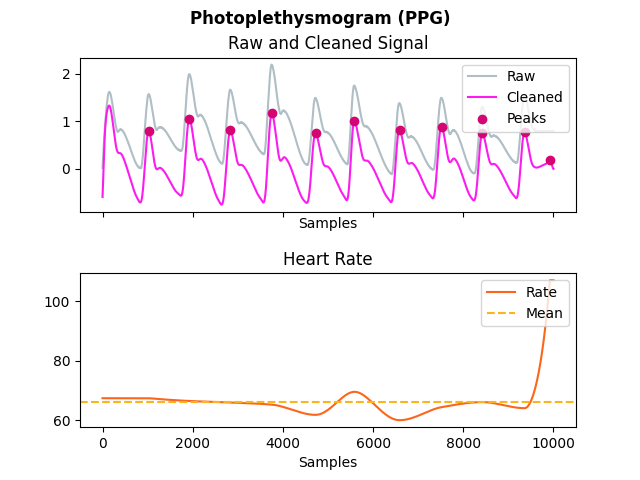 Photoplethysmogram (PPG)
Raw and Cleaned Signal
Raw
Cleaned
Peaks
2
1
0
Samples
Heart Rate
Rate
Mean
100
80
60
0 2000 4000 6000 8000 10000
Samples